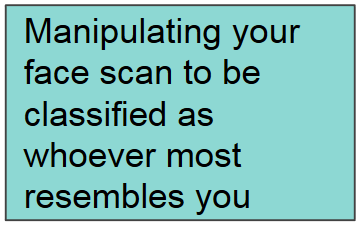 Manipulating your
face scan to be
classified as
whoever most
resembles you